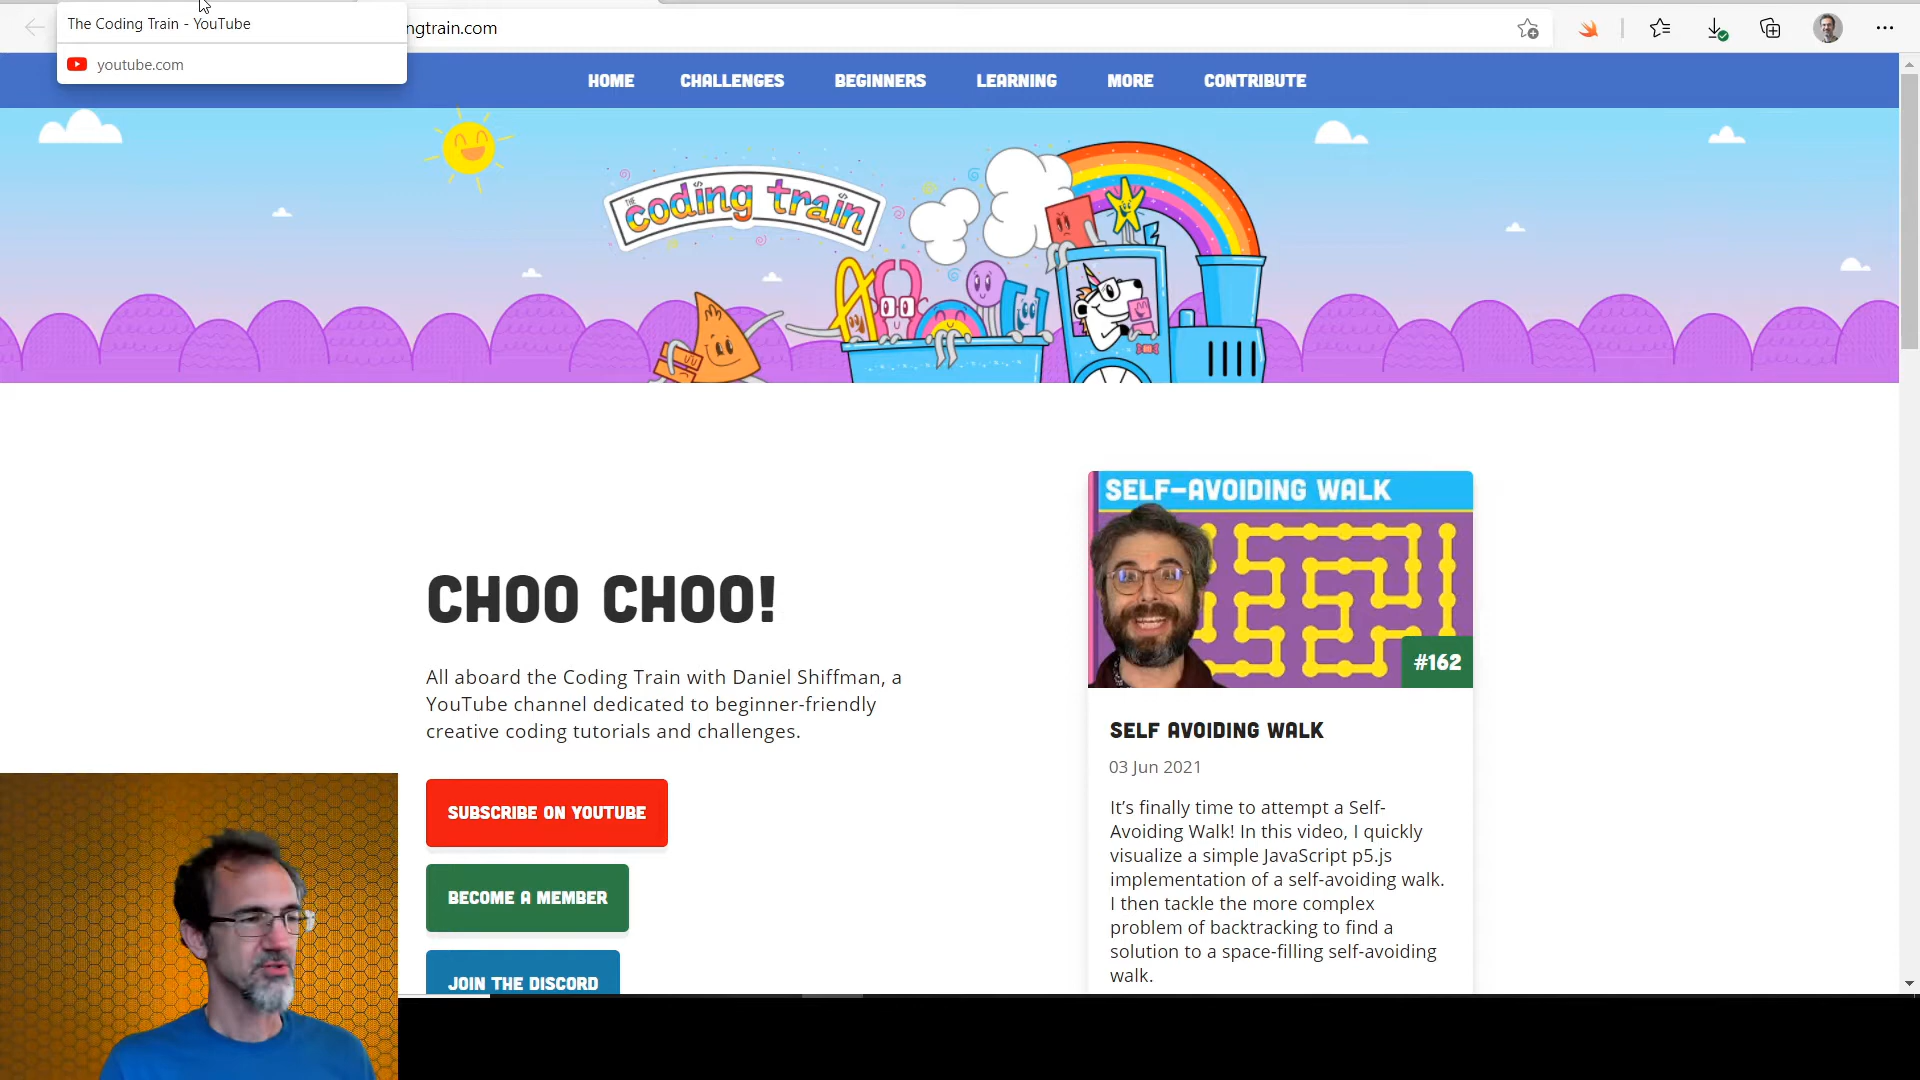 The Coding Train - YouTube
youtube.com
ngtrain.com
HOME CHALLENGES BEGINNERS LEARNING MORE CONTRIBUTE
THE coding train
SELF-AVOIDING WALK
#162
CHOO CHOO!
All aboard the Coding Train with Daniel Shiffman, a
YouTube channel dedicated to beginner-friendly
creative coding tutorials and challenges.
SUBSCRIBE ON YOUTUBE
BECOME A MEMBER
JOIN THE DISCORD
SELF AVOIDING WALK
03 Jun 2021
It’s finally time to attempt a Self-
Avoiding Walk! In this video, I quickly
visualize a simple JavaScript p5.js
implementation of a self-avoiding walk.
I then tackle the more complex
problem of backtracking to find a
solution to a space-filling self-avoiding
walk.